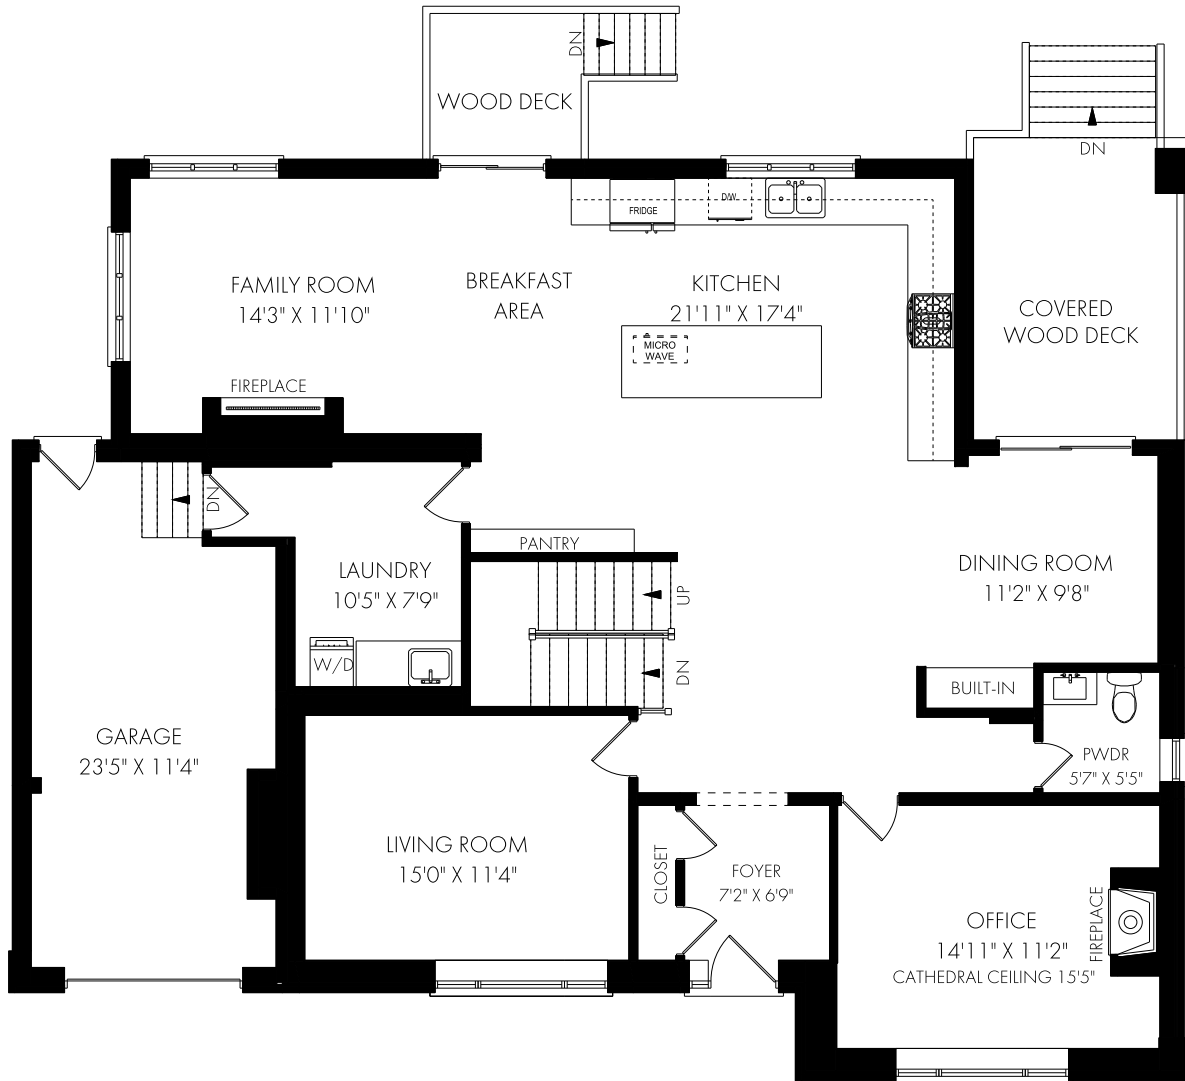 DN
WOOD DECK
DN
FRIDGE
D/W
FAMILY ROOM
14'3" X 11'10"
BREAKFAST
AREA
KITCHEN
21'11" X 17'4"
COVERED
WOOD DECK
MICRO
WAVE
FIREPLACE
DN
PANTRY
LAUNDRY
10'5" X 7'9"
UP
DINING ROOM
11'2" X 9'8"
W/D
DN
BUILT-IN
GARAGE
23'5" X 11'4"
PWDR
5'7" X 5'5"
LIVING ROOM
15'0" X 11'4"
CLOSET
FOYER
7'2" X 6'9"
OFFICE
14'11" X 11'2"
CATHEDRAL CEILING 15'5"
FIREPLACE